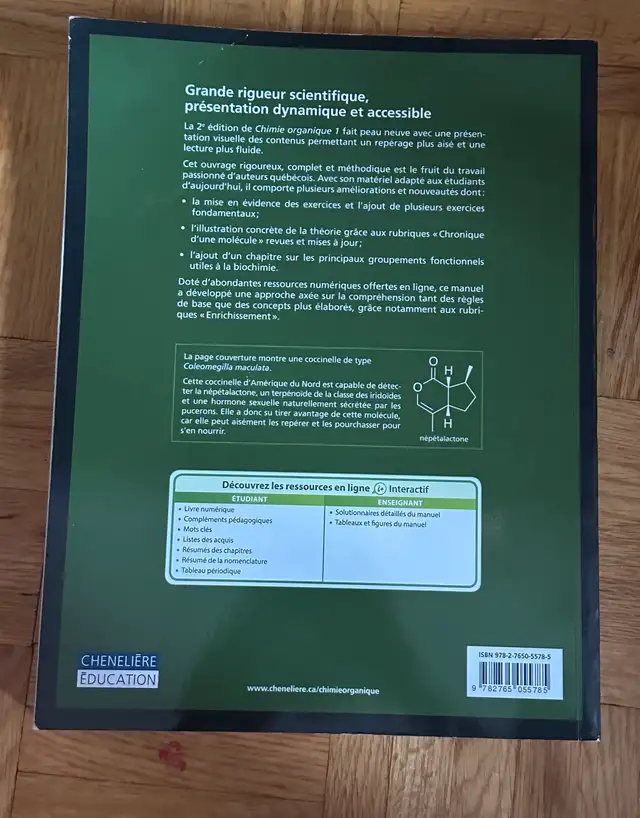 Grande rigueur scientifique,
présentation dynamique et accessible
La 2e édition de Chimie organique 1 fait peau neuve avec une présen-
tation visuelle des contenus permettant un repérage plus aisé et une
lecture plus fluide.
Cet ouvrage rigoureux, complet et méthodique est le fruit du travail
passionné d'auteurs québécois. Avec son matériel adapté aux étudiants
d'aujourd'hui, il comporte plusieurs améliorations et nouveautés dont :
• la mise en évidence des exercices et l'ajout de plusieurs exercices
fondamentaux ;
• l'illustration concrète de la théorie grâce aux rubriques « Chronique
d'une molécule » revues et mises à jour ;
• l'ajout d'un chapitre sur les principaux groupements fonctionnels
utiles à la biochimie.
Doté d'abondantes ressources numériques offertes en ligne, ce manuel
a développé une approche axée sur la compréhension tant des règles
de base que des concepts plus élaborés, grâce notamment aux rubri-
ques « Enrichissement ».
La page couverture montre une coccinelle de type
Coleomegilla maculata.
Cette coccinelle d'Amérique du Nord est capable de détec-
ter la népétalactone, un terpénoïde de la classe des iridoïdes
et une hormone sexuelle naturellement sécrétée par les
pucerons. Elle a donc su tirer avantage de cette molécule,
car elle peut aisément les repérer et les pourchasser pour
s'en nourrir.
O
H
O
H
népétalactone
Découvrez les ressources en ligne i+ Interactif
ÉTUDIANT
• Livre numérique
• Compléments pédagogiques
• Mots clés
• Listes des acquis
• Résumés des chapitres
• Résumé de la nomenclature
• Tableau périodique
ENSEIGNANT
• Solutionnaires détaillés du manuel
• Tableaux et figures du manuel
CHENELIÈRE
ÉDUCATION
www.cheneliere.ca/chimieorganique
ISBN 978-2-7650-5578-5
9 782765 055785